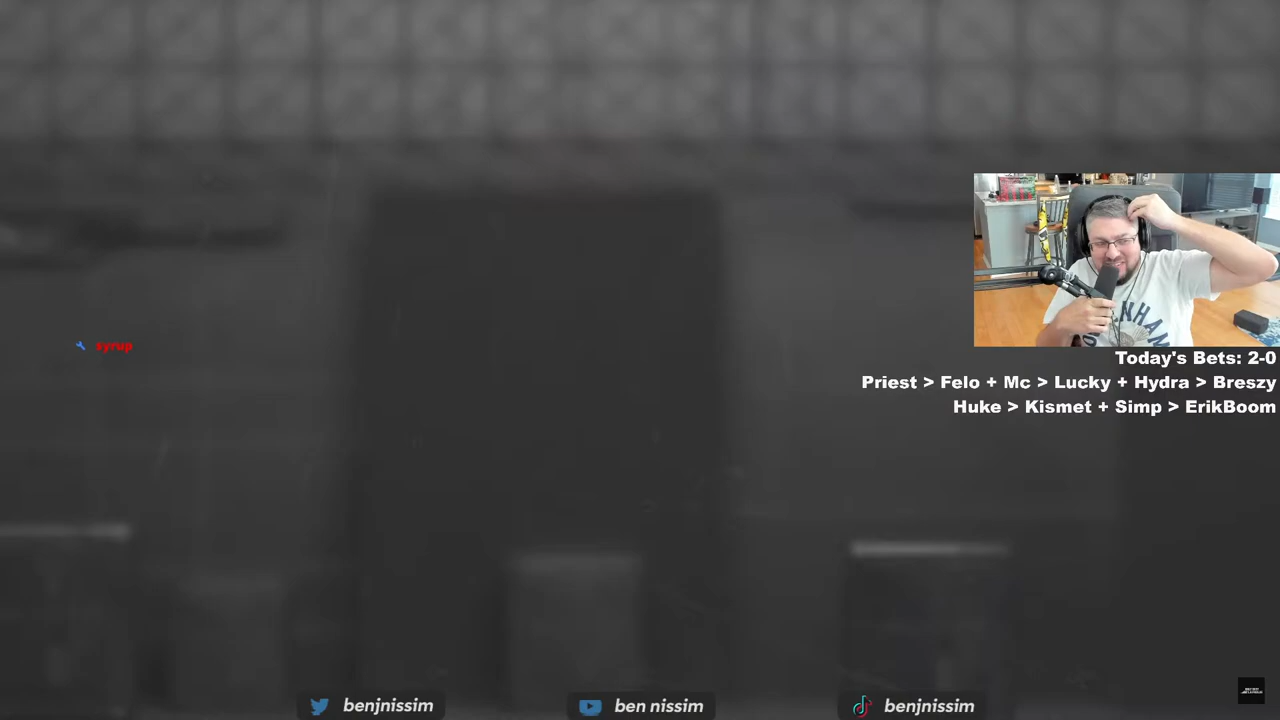 syrup
Today's Bets: 2-0
Priest > Felo + Mc > Lucky + Hydra > Breszy
Huke > Kismet + Simp > ErikBoom
benjnissim
ben nissim
benjnissim